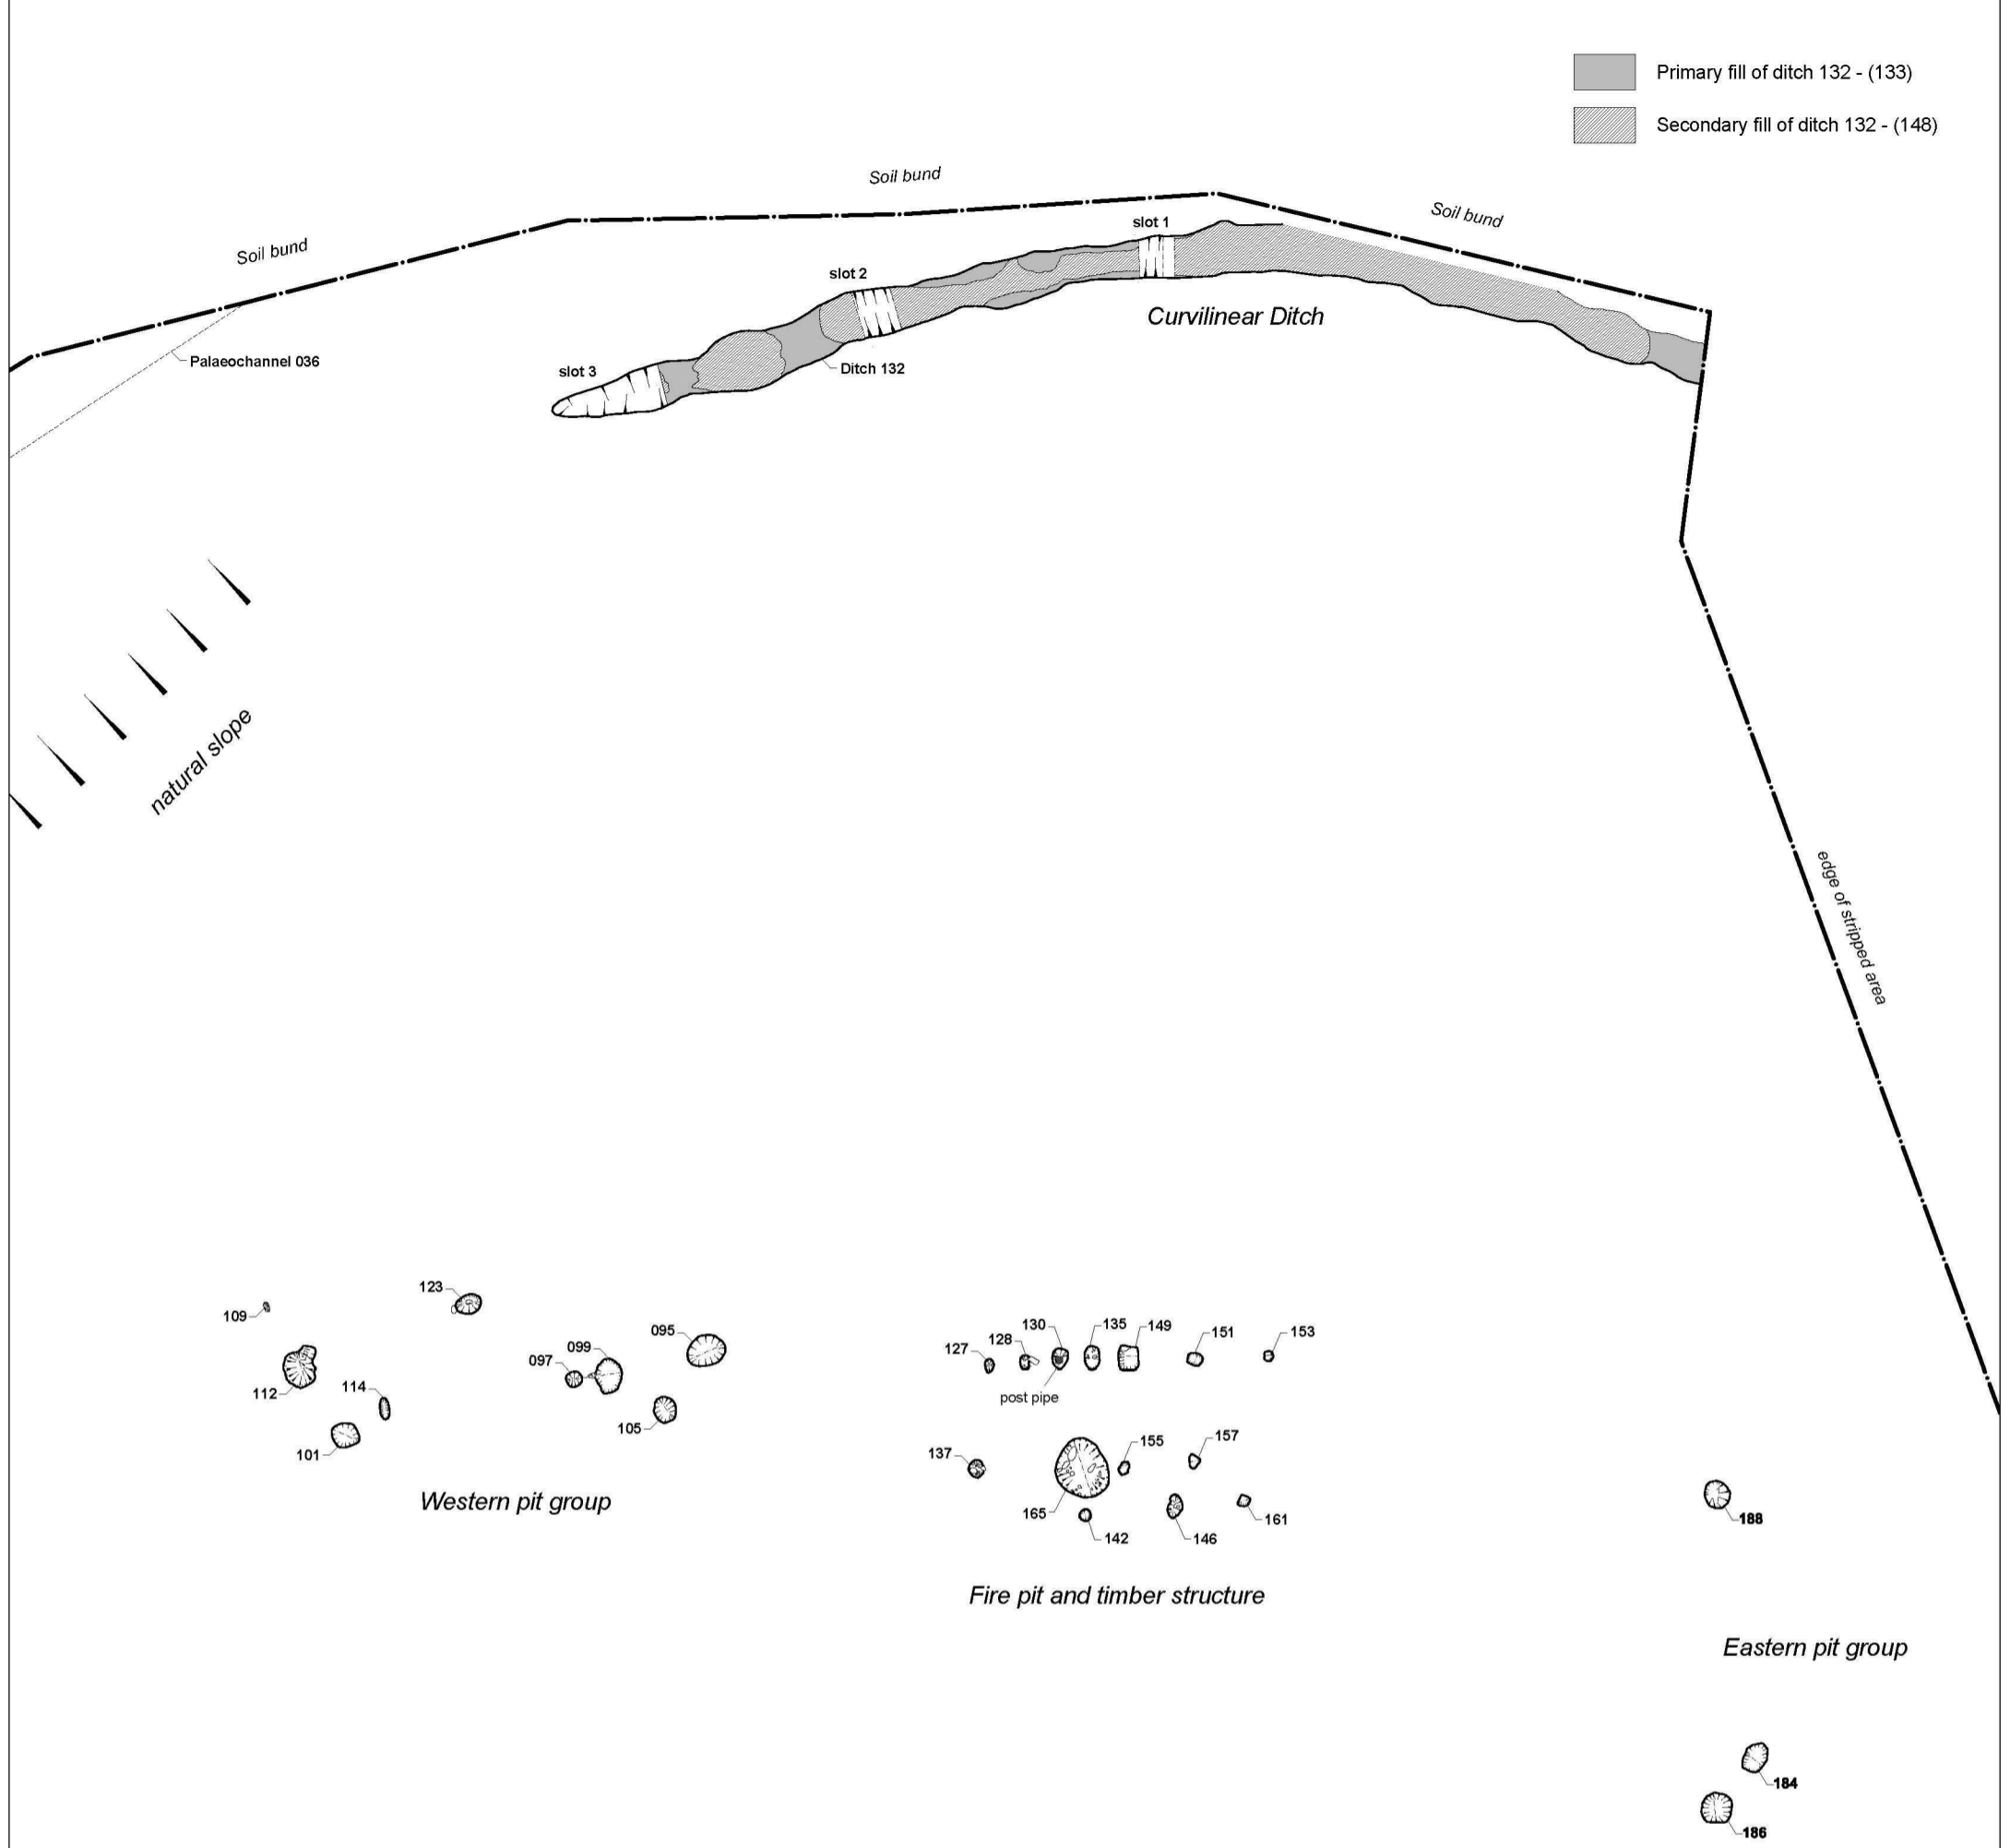 Primary fill of ditch 132 - (133)
Secondary fill of ditch 132 - (148)
Soil bund
Soil bund
Soil bund
slot 1
slot 2
slot 3
Curvilinear Ditch
Palaeochannel 036
Ditch 132
natural slope
edge of stripped area
109
123
112
114
101
097
099
095
105
Western pit group
127
128
130
135
149
151
153
post pipe
137
165
155
157
142
146
161
Fire pit and timber structure
188
Eastern pit group
184
186